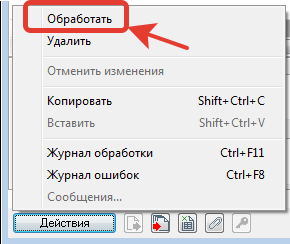 Обработать
Удалить
Отменить изменения
Копировать Shift+Ctrl+C
Вставить Shift+Ctrl+V
Журнал обработки Ctrl+F11
Журнал ошибок Ctrl+F8
Сообщения...
Действия